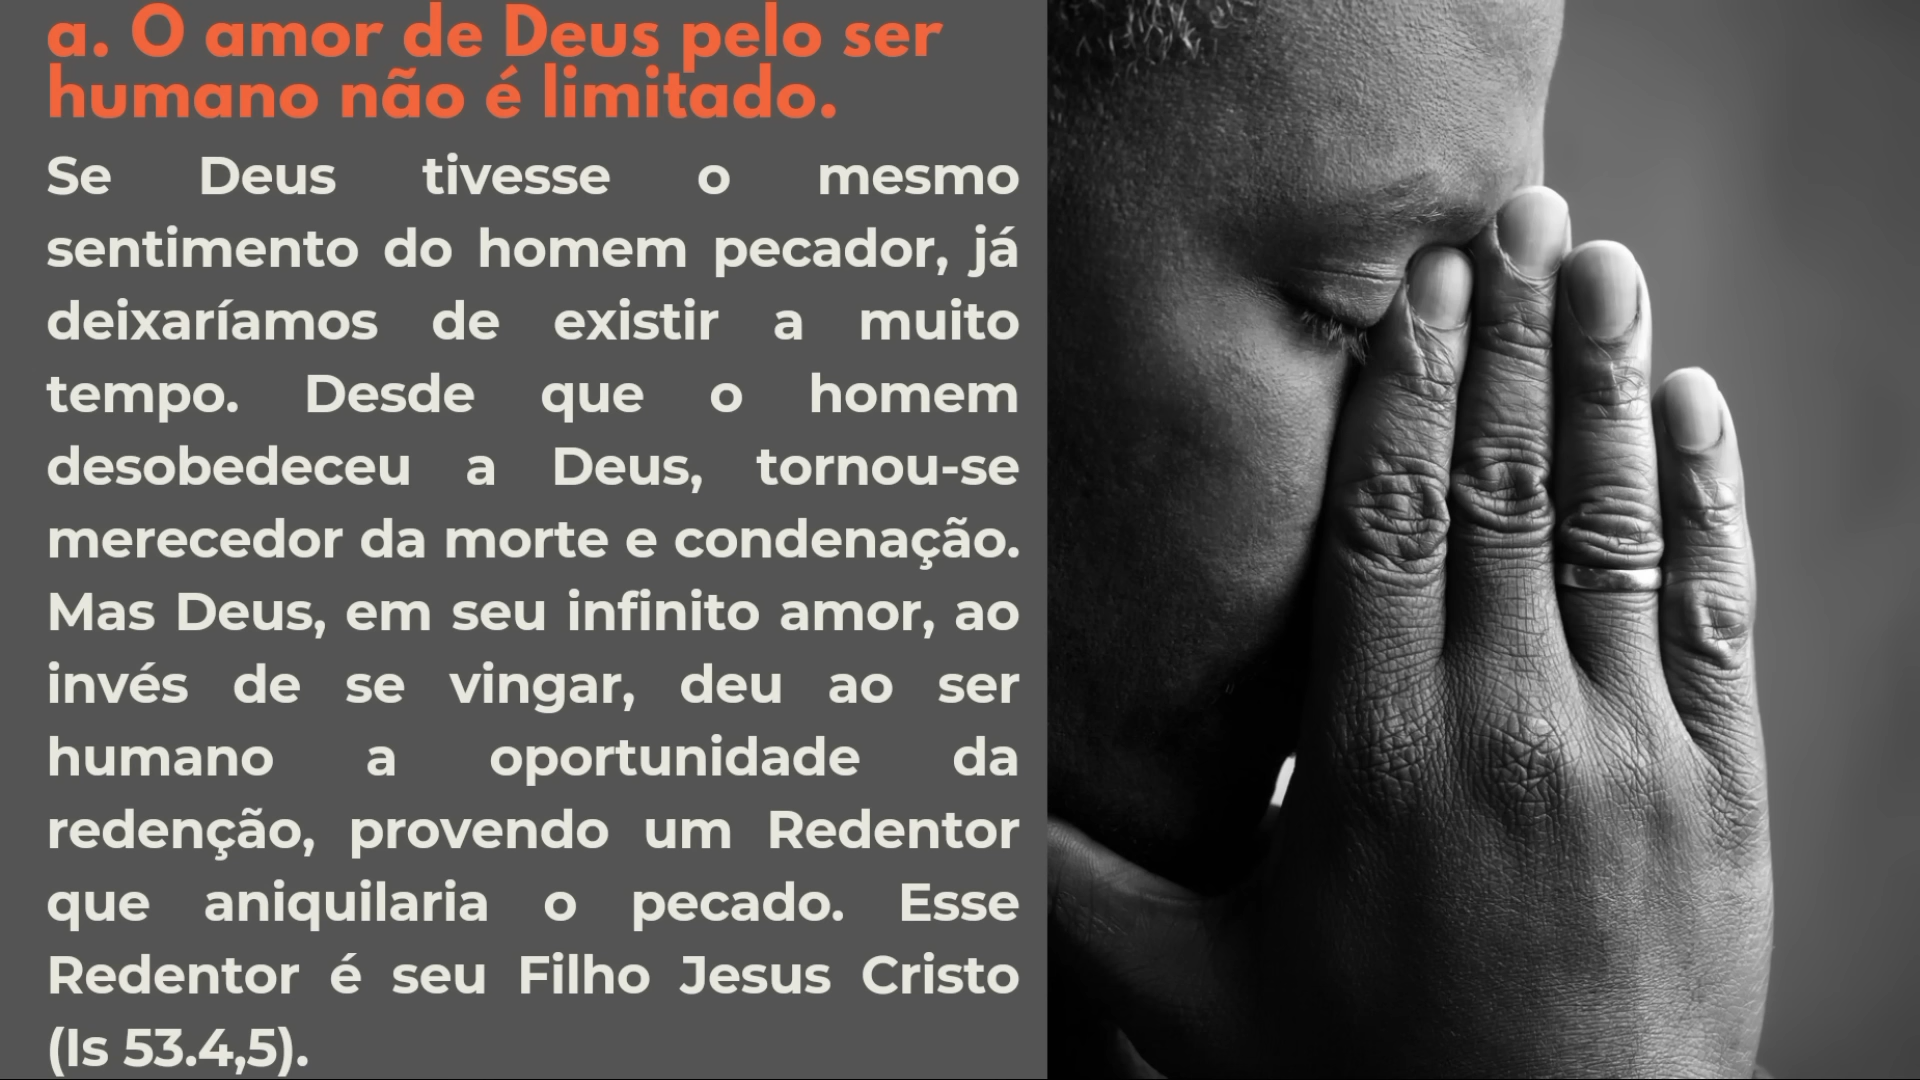 a. O amor de Deus pelo ser
humano não é limitado.
Se Deus tivesse o mesmo
sentimento do homem pecador, já
deixaríamos de existir a muito
tempo. Desde que o homem
desobedeceu a Deus, tornou-se
merecedor da morte e condenação.
Mas Deus, em seu infinito amor, ao
invés de se vingar, deu ao ser
humano a oportunidade da
redenção, provendo um Redentor
que aniquilaria o pecado. Esse
Redentor é seu Filho Jesus Cristo
(Is 53.4,5).